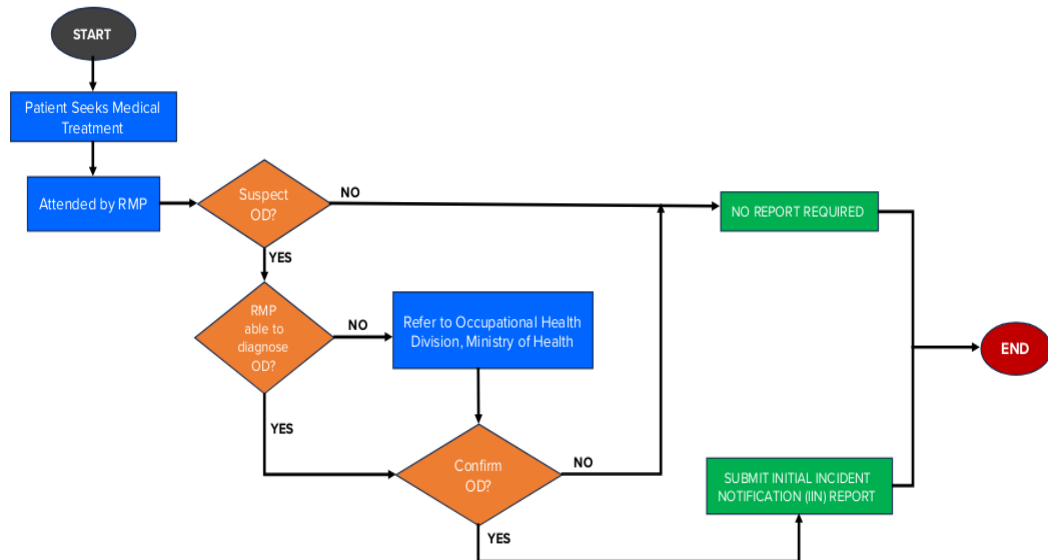 START
Patient Seeks Medical
Treatment
Attended by RMP
Suspect
OD?
NO
NO REPORT REQUIRED
YES
RMP
able to
diagnose
OD?
NO
Refer to Occupational Health
Division, Ministry of Health
END
YES
Confirm
OD?
NO
SUBMIT INITIAL INCIDENT
NOTIFICATION (IIN) REPORT
YES